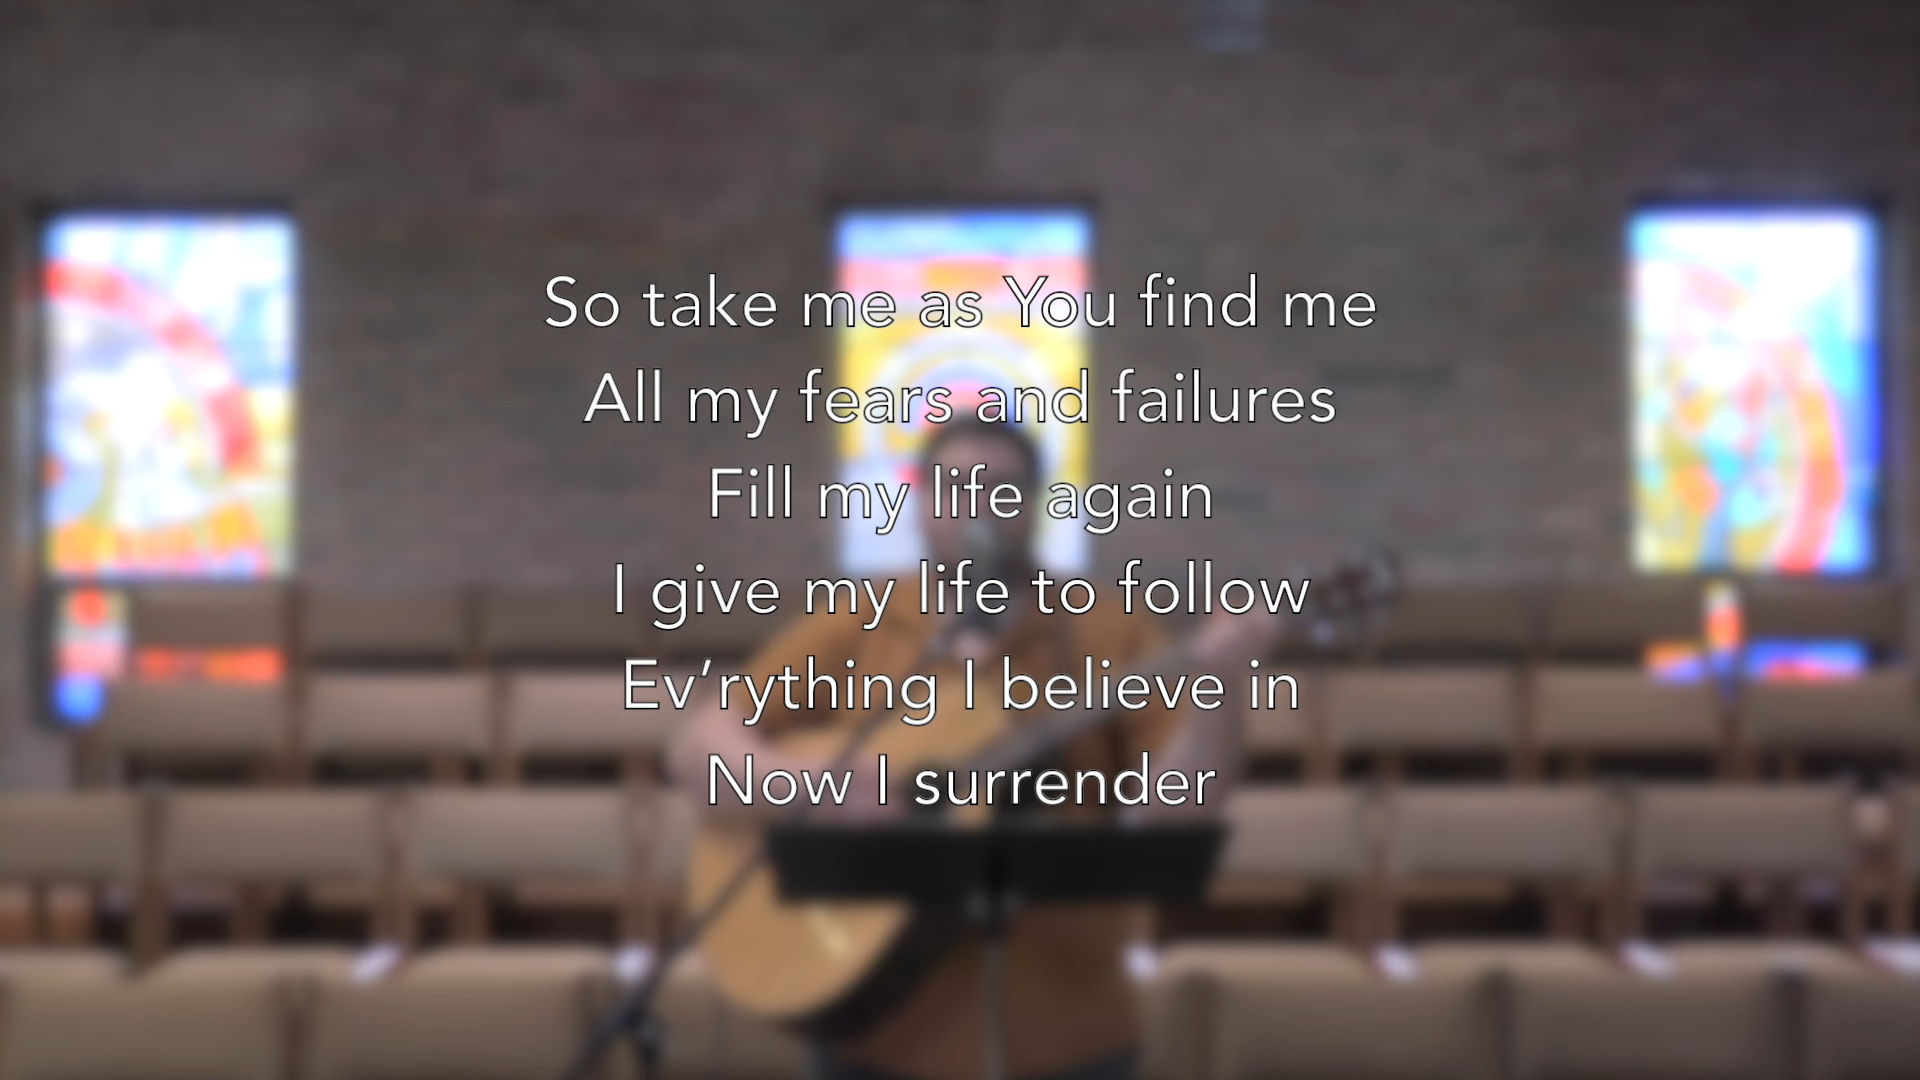 So take me as You find me
All my fears and failures
Fill my life again
I give my life to follow
Ev’rything I believe in
Now I surrender